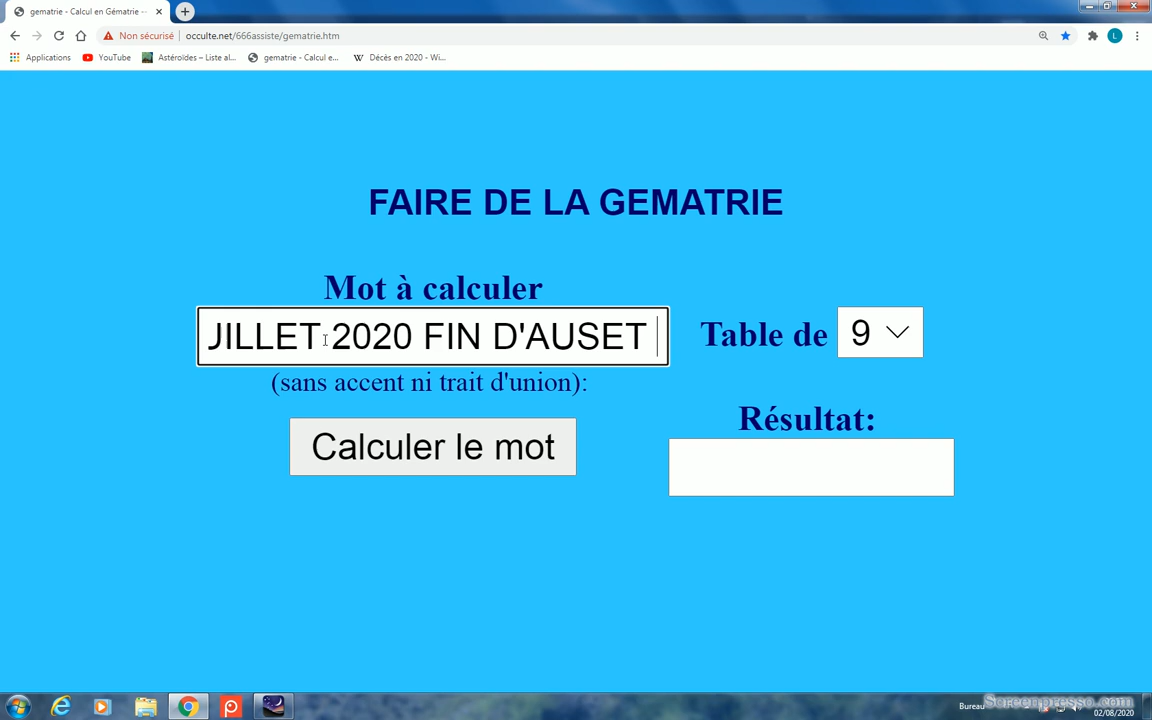 gematrie - Calcul en Gématrie -
Non sécurisé occulte.net/666assiste/gematrie.htm
Applications YouTube Astéroïdes – Liste al... gematrie - Calcul e... Décès en 2020 - Wi...
FAIRE DE LA GEMATRIE
Mot à calculer
JILLET 2020 FIN D'AUSET
Table de 9
(sans accent ni trait d'union):
Calculer le mot
Résultat:
Bureau
Screenpresso.com
02/08/2020